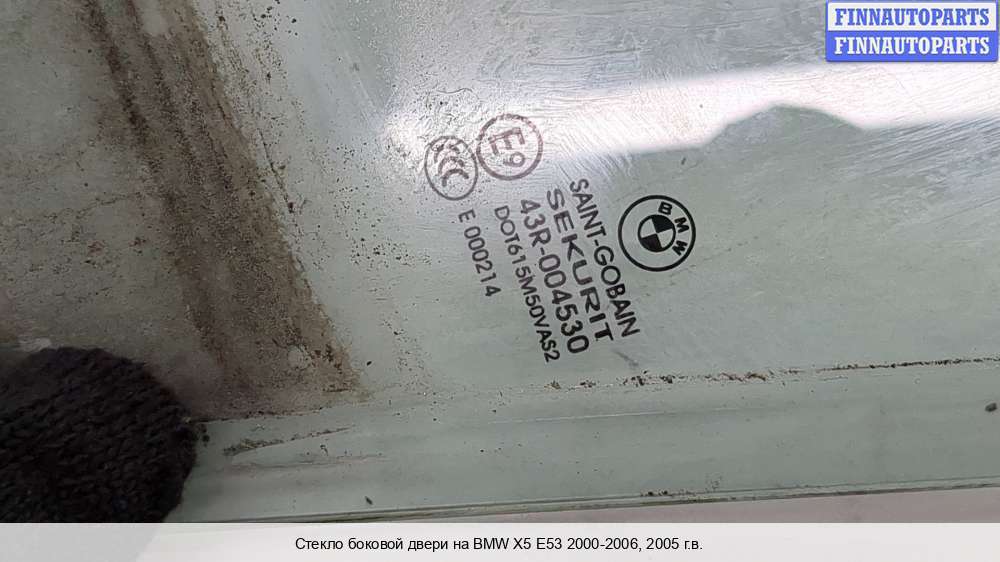 FINNAUTOPARTS
FINNAUTOPARTS
BMW
SAINT-GOBAIN
SEKURIT
43R-004530
DOT615M50VAS2
E 000214
E9
CCC
Стекло боковой двери на BMW X5 E53 2000-2006, 2005 г.в.